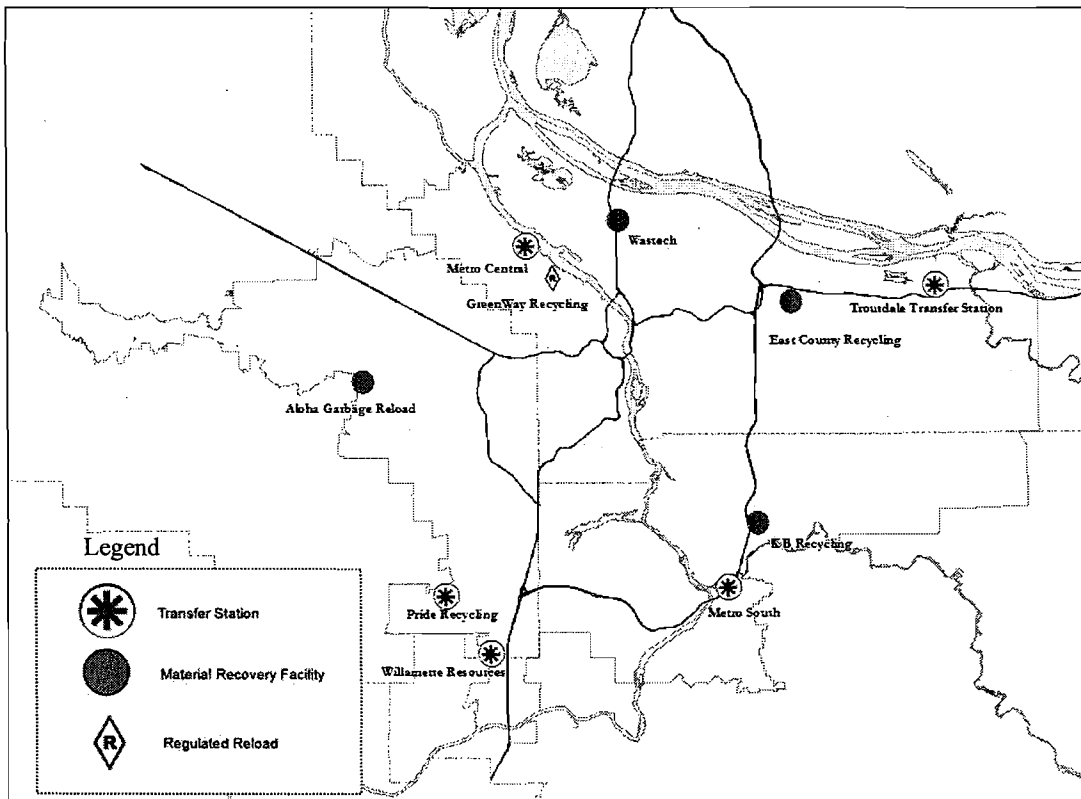 Wastech
Metro Central
GreenWay Recycling
R
Troutdale Transfer Station
East County Recycling
Aloha Garbage Reload
KB Recycling
Metro South
Pride Recycling
Willamette Resources
Legend
Transfer Station
Material Recovery Facility
R
Regulated Reload